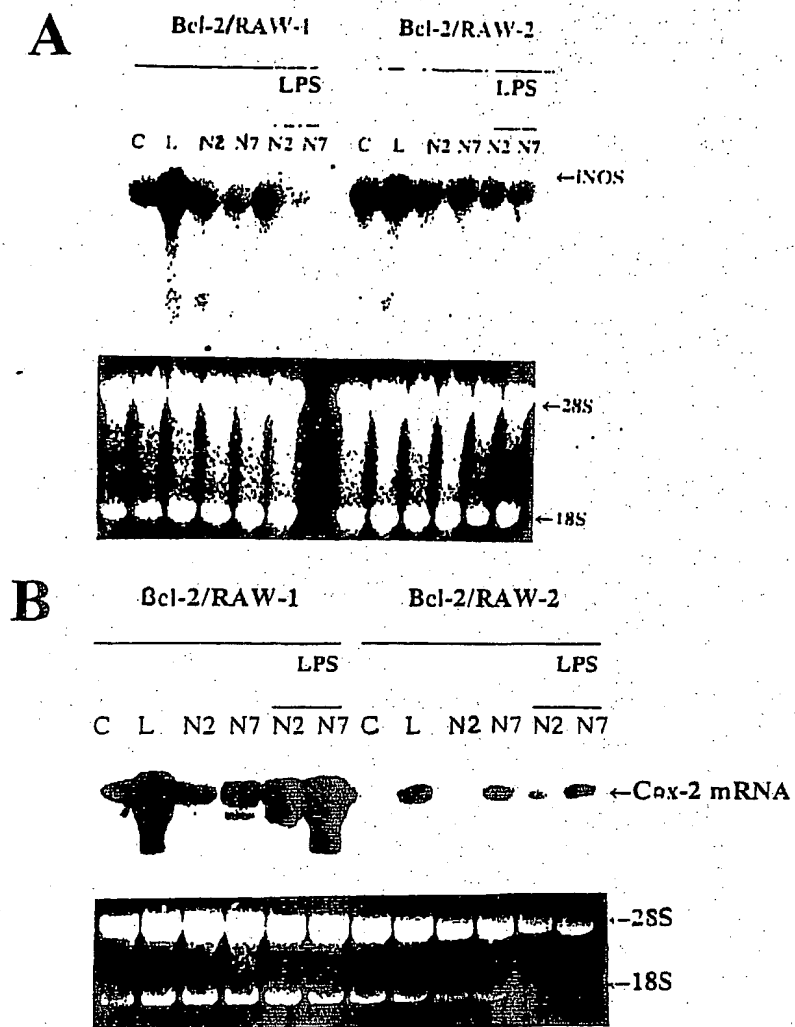 A
Bcl-2/RAW-1 Bcl-2/RAW-2
LPS LPS
C L N2 N7 N2 N7 C L N2 N7 N2 N7
←iNOS
←28S
←18S
B
Bcl-2/RAW-1 Bcl-2/RAW-2
LPS LPS
C L N2 N7 N2 N7 C L N2 N7 N2 N7
←Cox-2 mRNA
←28S
←18S